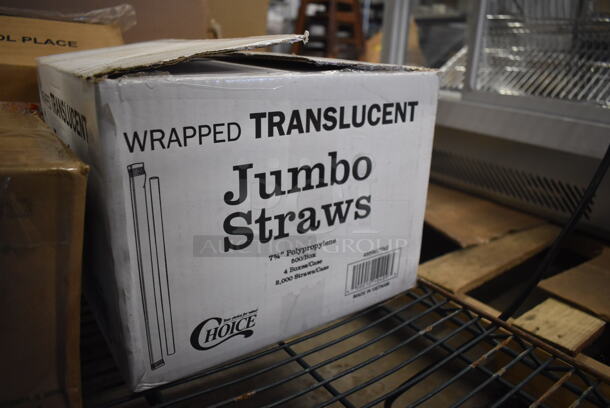 OL PLACE
TRANSLUCENT
WRAPPED TRANSLUCENT
Jumbo
Straws
7¾" Polypropylene
500/Box
4 Boxes/Case
2,000 Straws/Case
MADE IN VIETNAM
CHOICE